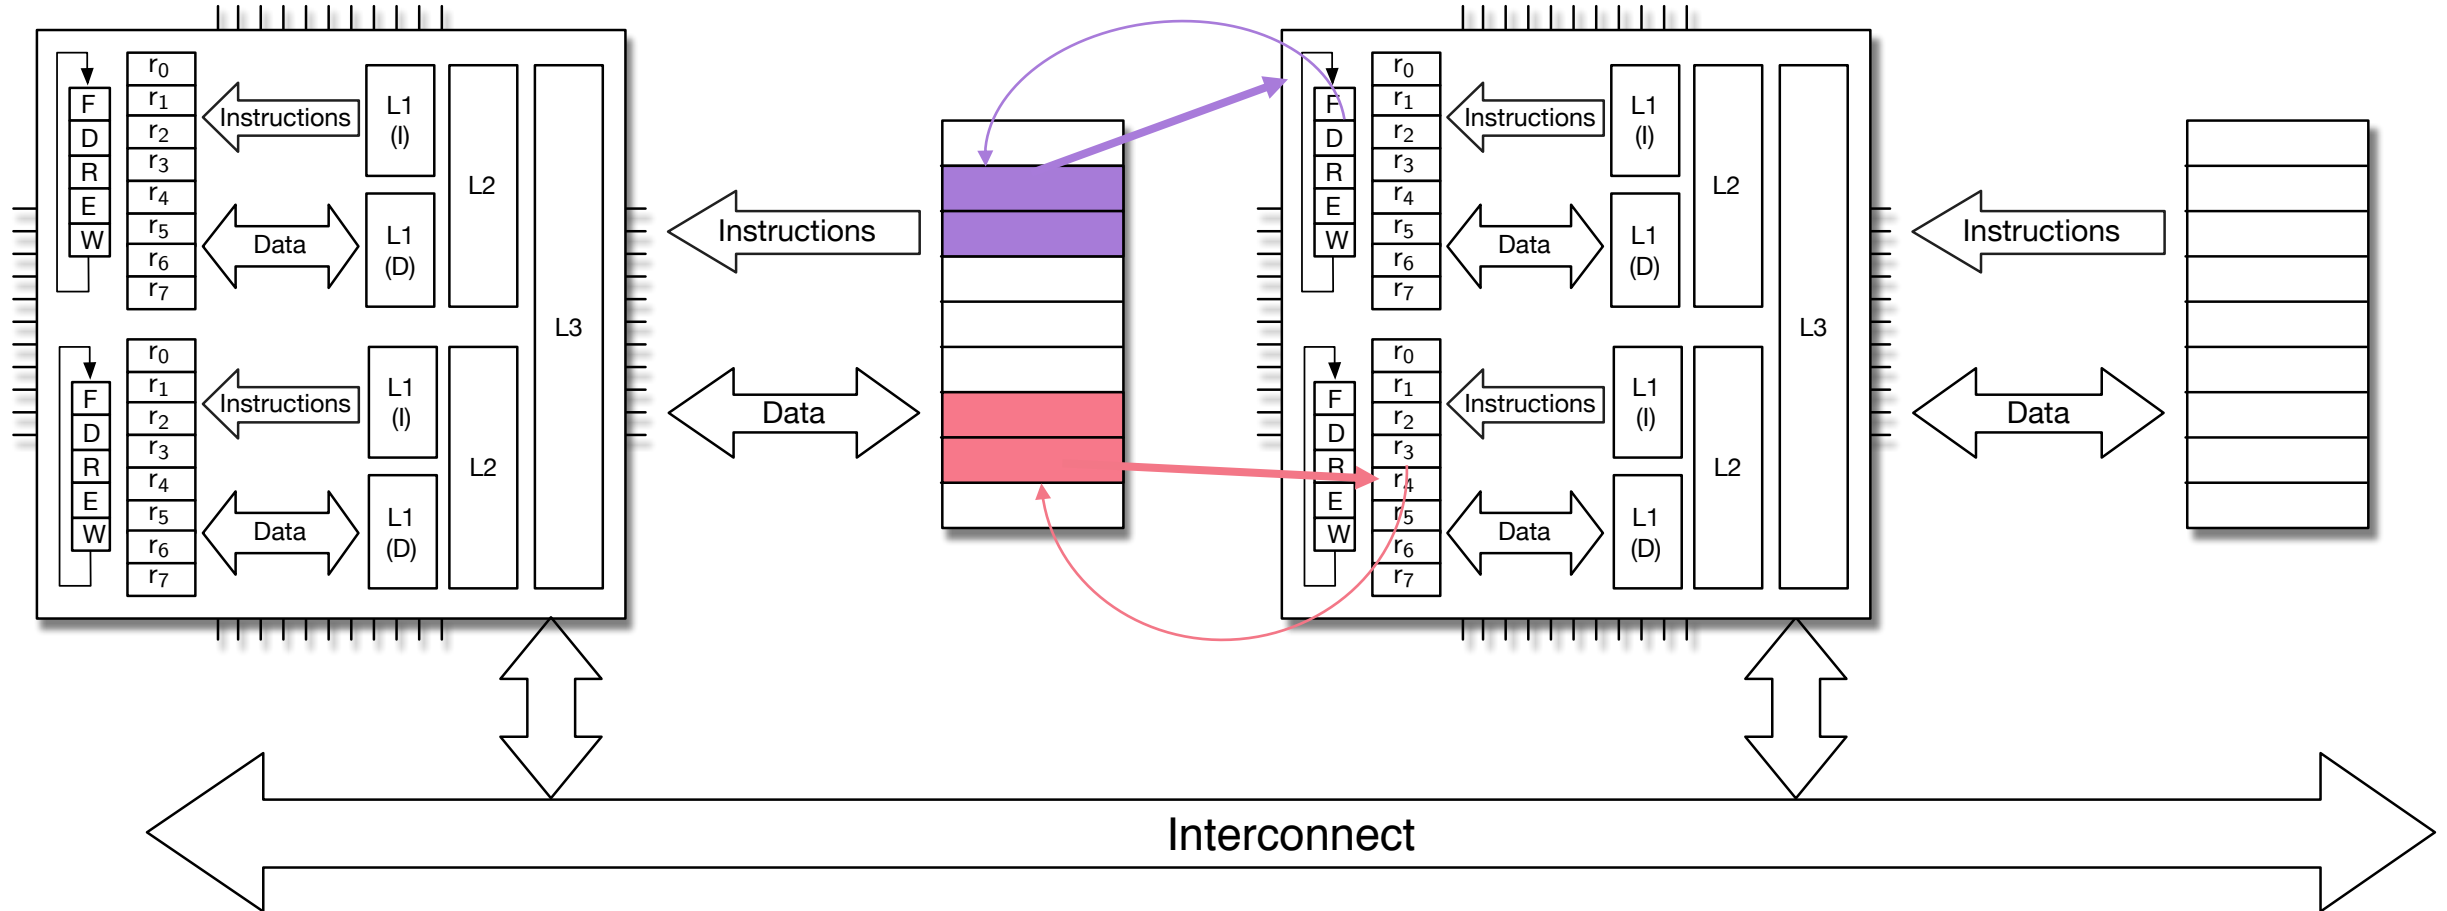 r0
r1
r2
r3
r4
r5
r6
r7
F
D
R
E
W
Instructions
Data
L1
(I)
L1
(D)
L2
L3
r0
r1
r2
r3
r4
r5
r6
r7
F
D
R
E
W
Instructions
Data
L1
(I)
L1
(D)
L2
Instructions
Data
r0
r1
r2
r3
r4
r5
r6
r7
F
D
R
E
W
Instructions
Data
L1
(I)
L1
(D)
L2
L3
r0
r1
r2
r3
r4
r5
r6
r7
F
D
R
E
W
Instructions
Data
L1
(I)
L1
(D)
L2
Instructions
Data
Interconnect